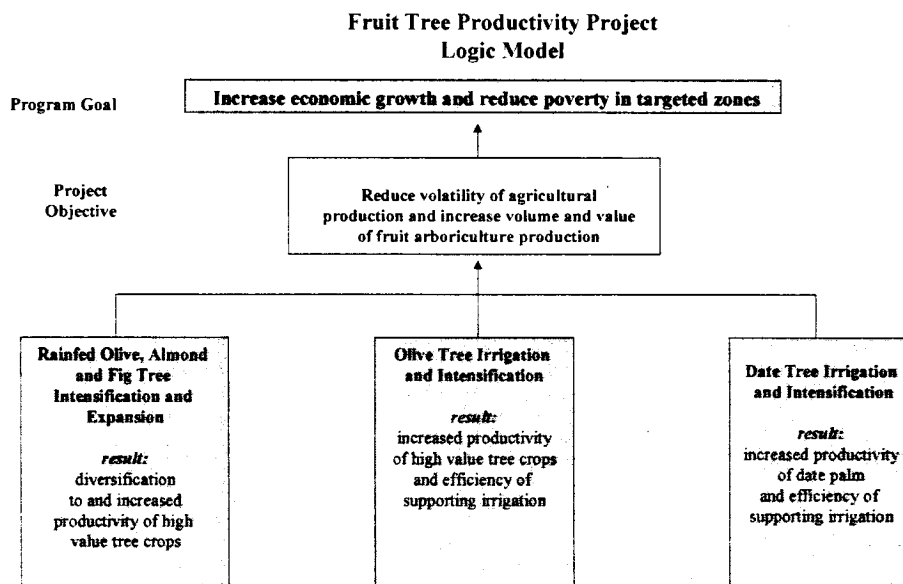 Fruit Tree Productivity Project
Logic Model
Program Goal
Increase economic growth and reduce poverty in targeted zones
Project
Objective
Reduce volatility of agricultural
production and increase volume and value
of fruit arboriculture production
Rainfed Olive, Almond
and Fig Tree
Intensification and
Expansion
result:
diversification
to and increased
productivity of high
value tree crops
Olive Tree Irrigation
and Intensification
result:
increased productivity
of high value tree crops
and efficiency of
supporting irrigation
Date Tree Irrigation
and Intensification
result:
increased productivity
of date palm
and efficiency of
supporting irrigation